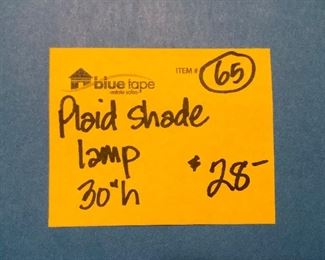 blue tape
estate sales
ITEM # 65
Plaid shade
lamp
30"h $28-